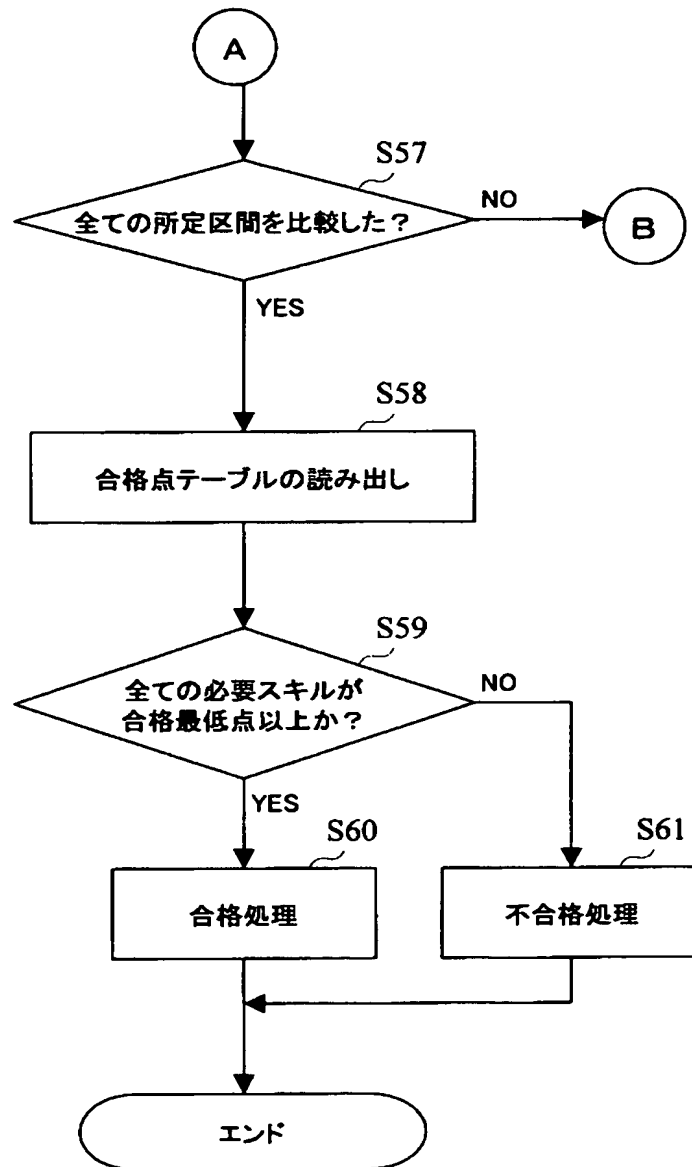 A
S57
全ての所定区間を比較した？
NO
B
YES
S58
合格点テーブルの読み出し
S59
全ての必要スキルが
合格最低点以上か？
NO
YES
S60
合格処理
S61
不合格処理
エンド